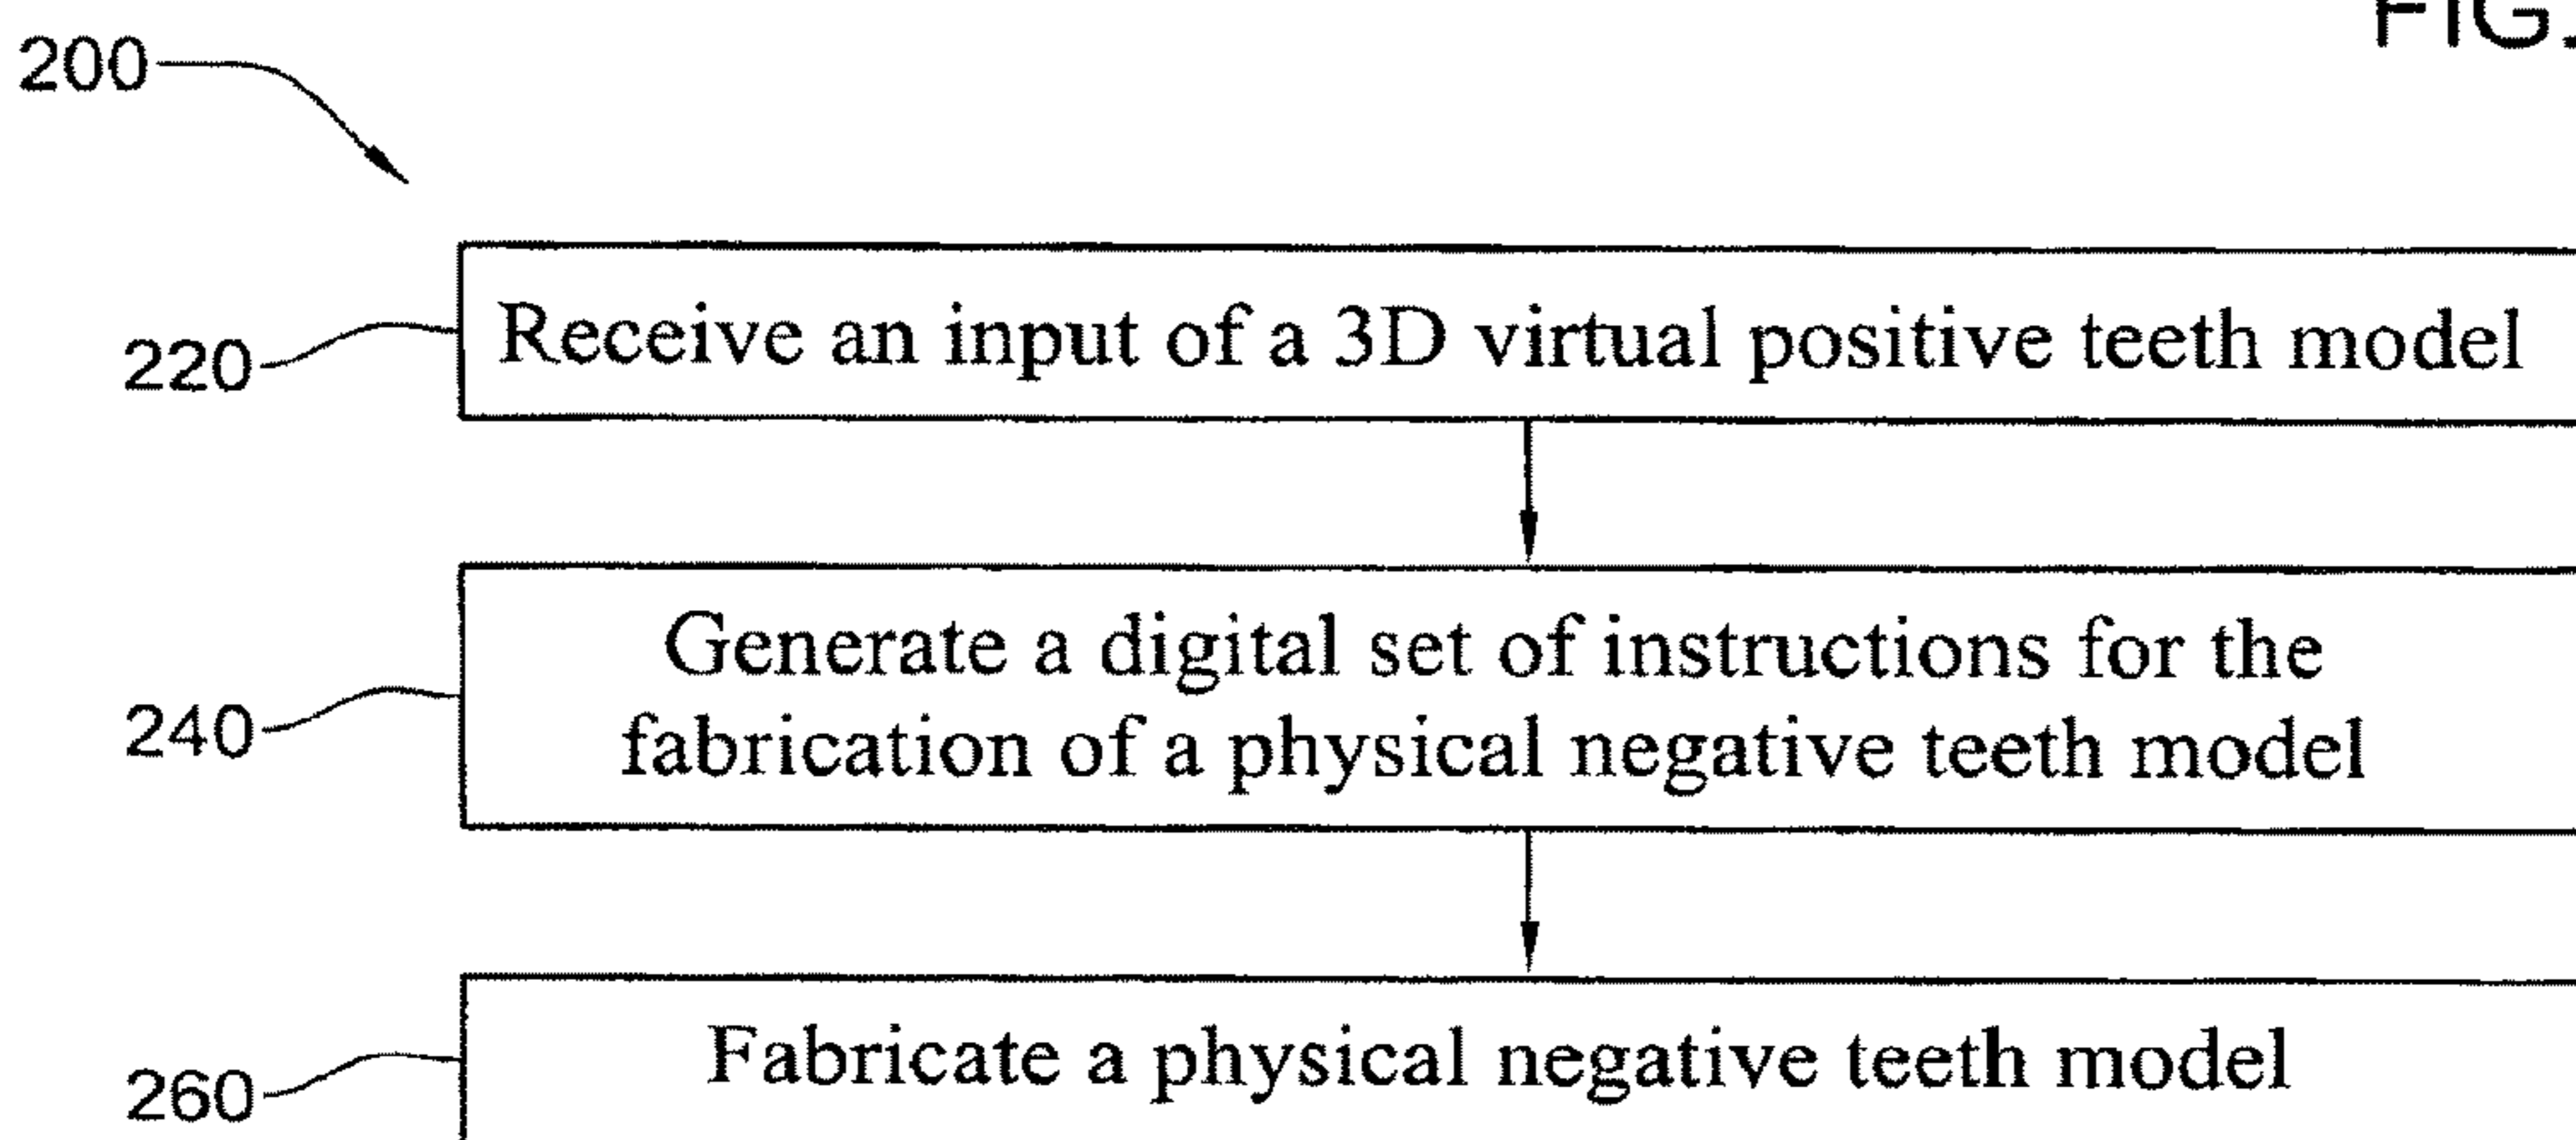 FIG.
200
220
Receive an input of a 3D virtual positive teeth model
240
Generate a digital set of instructions for the
fabrication of a physical negative teeth model
260
Fabricate a physical negative teeth model